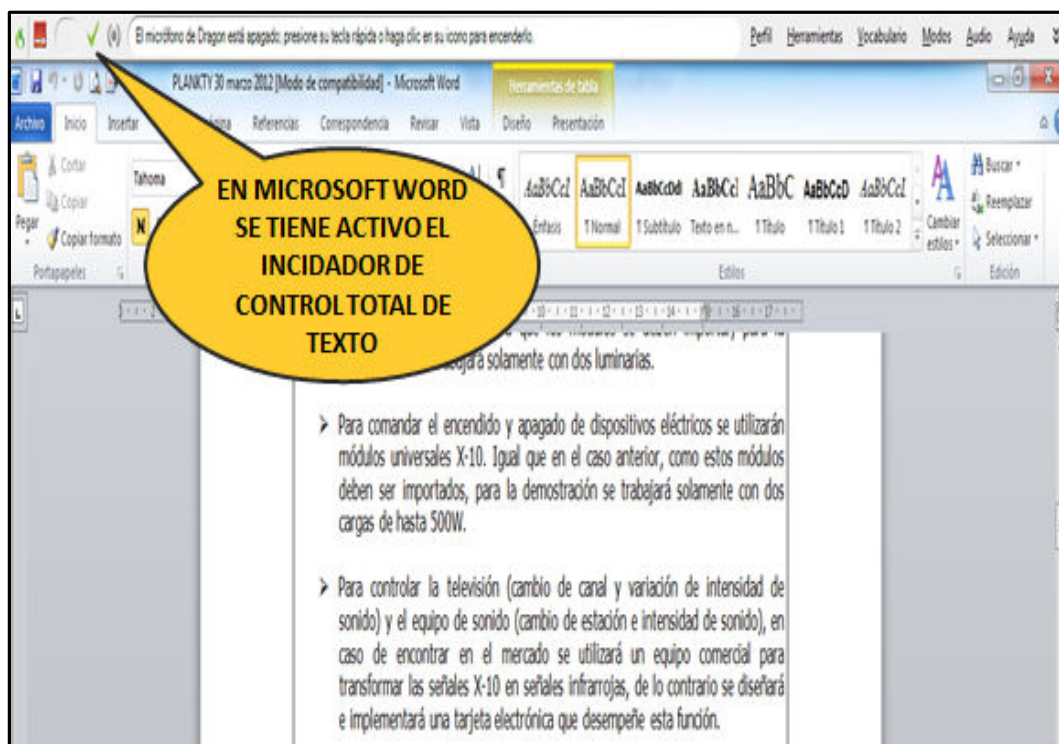 El micrófono de Dragon está apagado; presione su tecla rápida o haga clic en su icono para encenderlo.
Perfil Herramientas Vocabulario Modos Audio Ayuda
PLANKTY 30 marzo 2012 [Modo de compatibilidad] - Microsoft Word
Herramientas de tabla
Archivo Inicio Insertar Referencias Correspondencia Revisar Vista Diseño Presentación
Pegar
Cortar
Copiar
Copiar formato
Portapapeles
Tahoma
N
AaBbCcI AaBbCcI AaBbCcDd AaBbCcI AaBbC AaBbCcD AaBbCcI
Énfasis ¶ Normal ¶ Subtítulo Texto en n... ¶ Título ¶ Título 1 ¶ Título 2
Cambiar estilos
Estilos
Buscar
Reemplazar
Seleccionar
Edición
EN MICROSOFT WORD
SE TIENE ACTIVO EL
INCIDADOR DE
CONTROL TOTAL DE
TEXTO
solamente con dos luminarias.
➤ Para comandar el encendido y apagado de dispositivos eléctricos se utilizarán
módulos universales X-10. Igual que en el caso anterior, como estos módulos
deben ser importados, para la demostración se trabajará solamente con dos
cargas de hasta 500W.
➤ Para controlar la televisión (cambio de canal y variación de intensidad de
sonido) y el equipo de sonido (cambio de estación e intensidad de sonido), en
caso de encontrar en el mercado se utilizará un equipo comercial para
transformar las señales X-10 en señales infrarrojas, de lo contrario se diseñará
e implementará una tarjeta electrónica que desempeñe esta función.